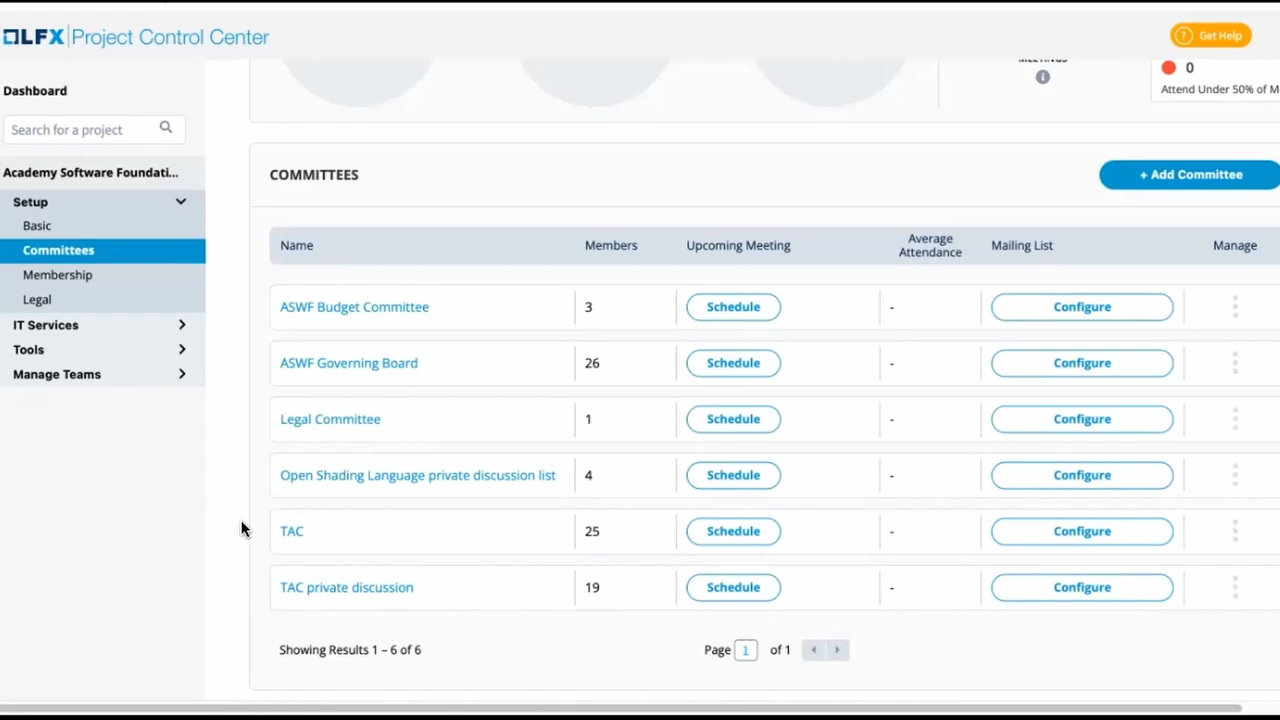 LFX Project Control Center
? Get Help
Dashboard
Search for a project
Academy Software Foundati...
Setup
Basic
Committees
Membership
Legal
IT Services
Tools
Manage Teams
MEETINGS
i
0
Attend Under 50% of M
COMMITTEES
+ Add Committee
Name Members Upcoming Meeting Average Attendance Mailing List Manage
ASWF Budget Committee 3 Schedule - Configure
ASWF Governing Board 26 Schedule - Configure
Legal Committee 1 Schedule - Configure
Open Shading Language private discussion list 4 Schedule - Configure
TAC 25 Schedule - Configure
TAC private discussion 19 Schedule - Configure
Showing Results 1 – 6 of 6
Page 1 of 1